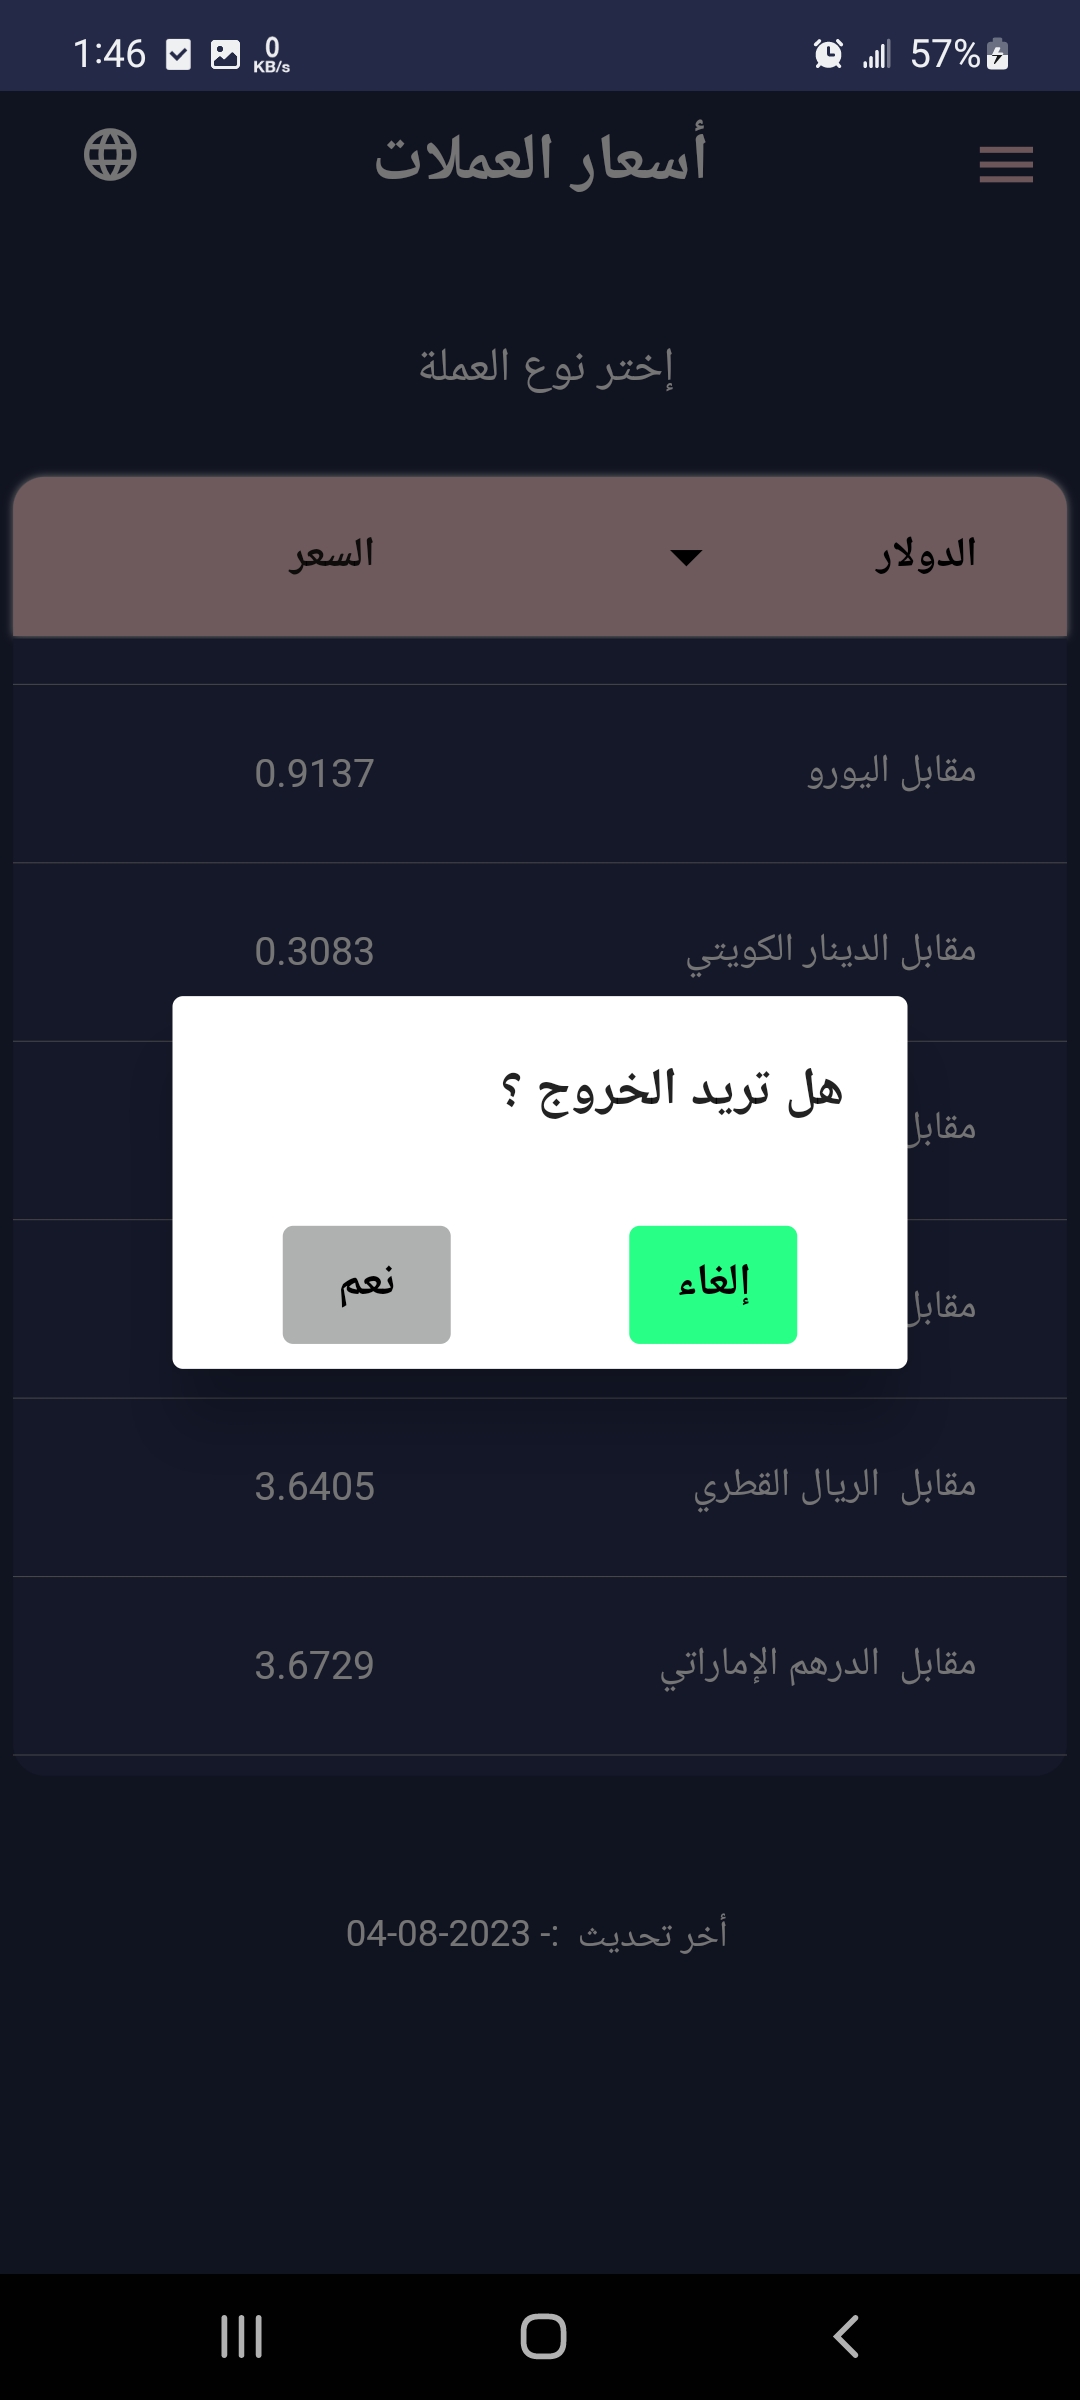 1:46 0 KB/s 57%
أسعار العملات
إختر نوع العملة
الدولار السعر
مقابل اليورو 0.9137
مقابل الدينار الكويتي 0.3083
هل تريد الخروج ؟
مقابل
إلغاء نعم
مقابل
مقابل الريال القطري 3.6405
مقابل الدرهم الإماراتي 3.6729
أخر تحديث :- 2023-08-04